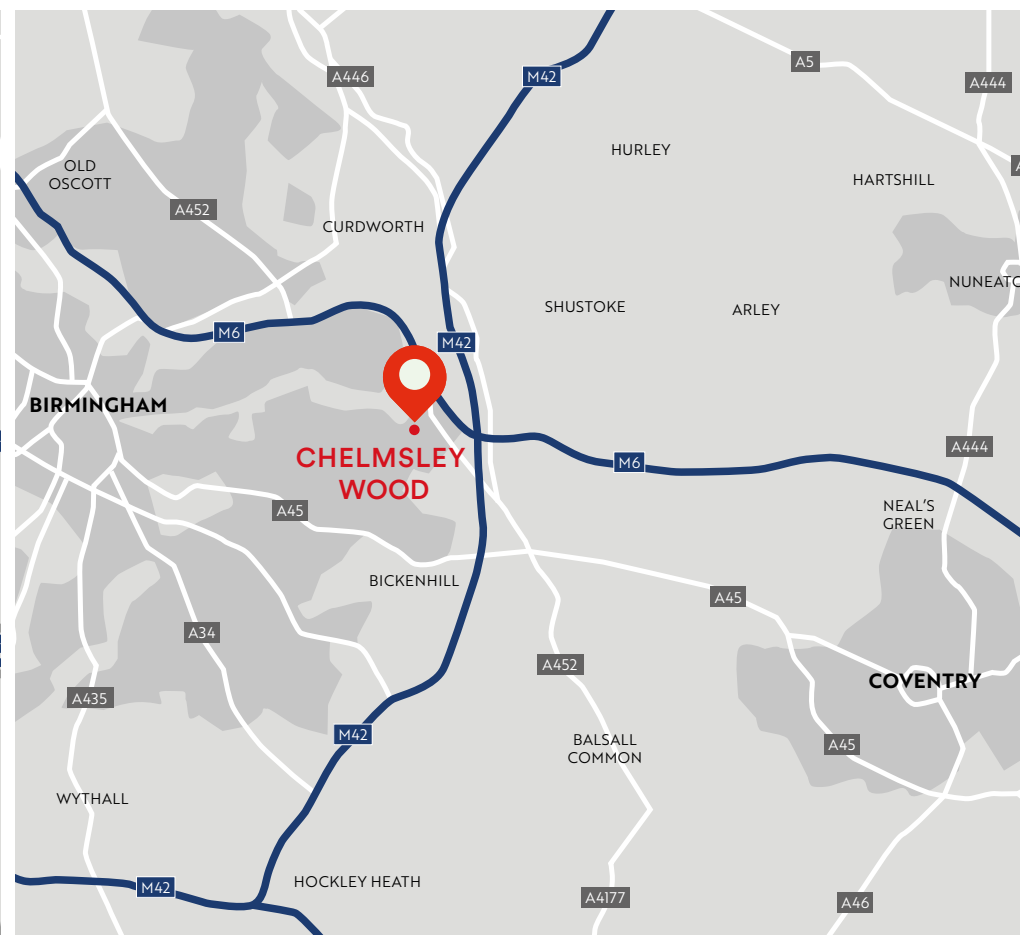 M42
A5
A446
A444
HURLEY
OLD
OSCOTT
HARTSHILL
A452
CURDWORTH
SHUSTOKE
ARLEY
M6
M42
BIRMINGHAM
CHELMSLEY
WOOD
A444
M6
A45
NEAL'S
GREEN
BICKENHILL
A45
A34
A452
COVENTRY
A435
M42
BALSALL
COMMON
A45
WYTHALL
M42
HOCKLEY HEATH
A4177
A46